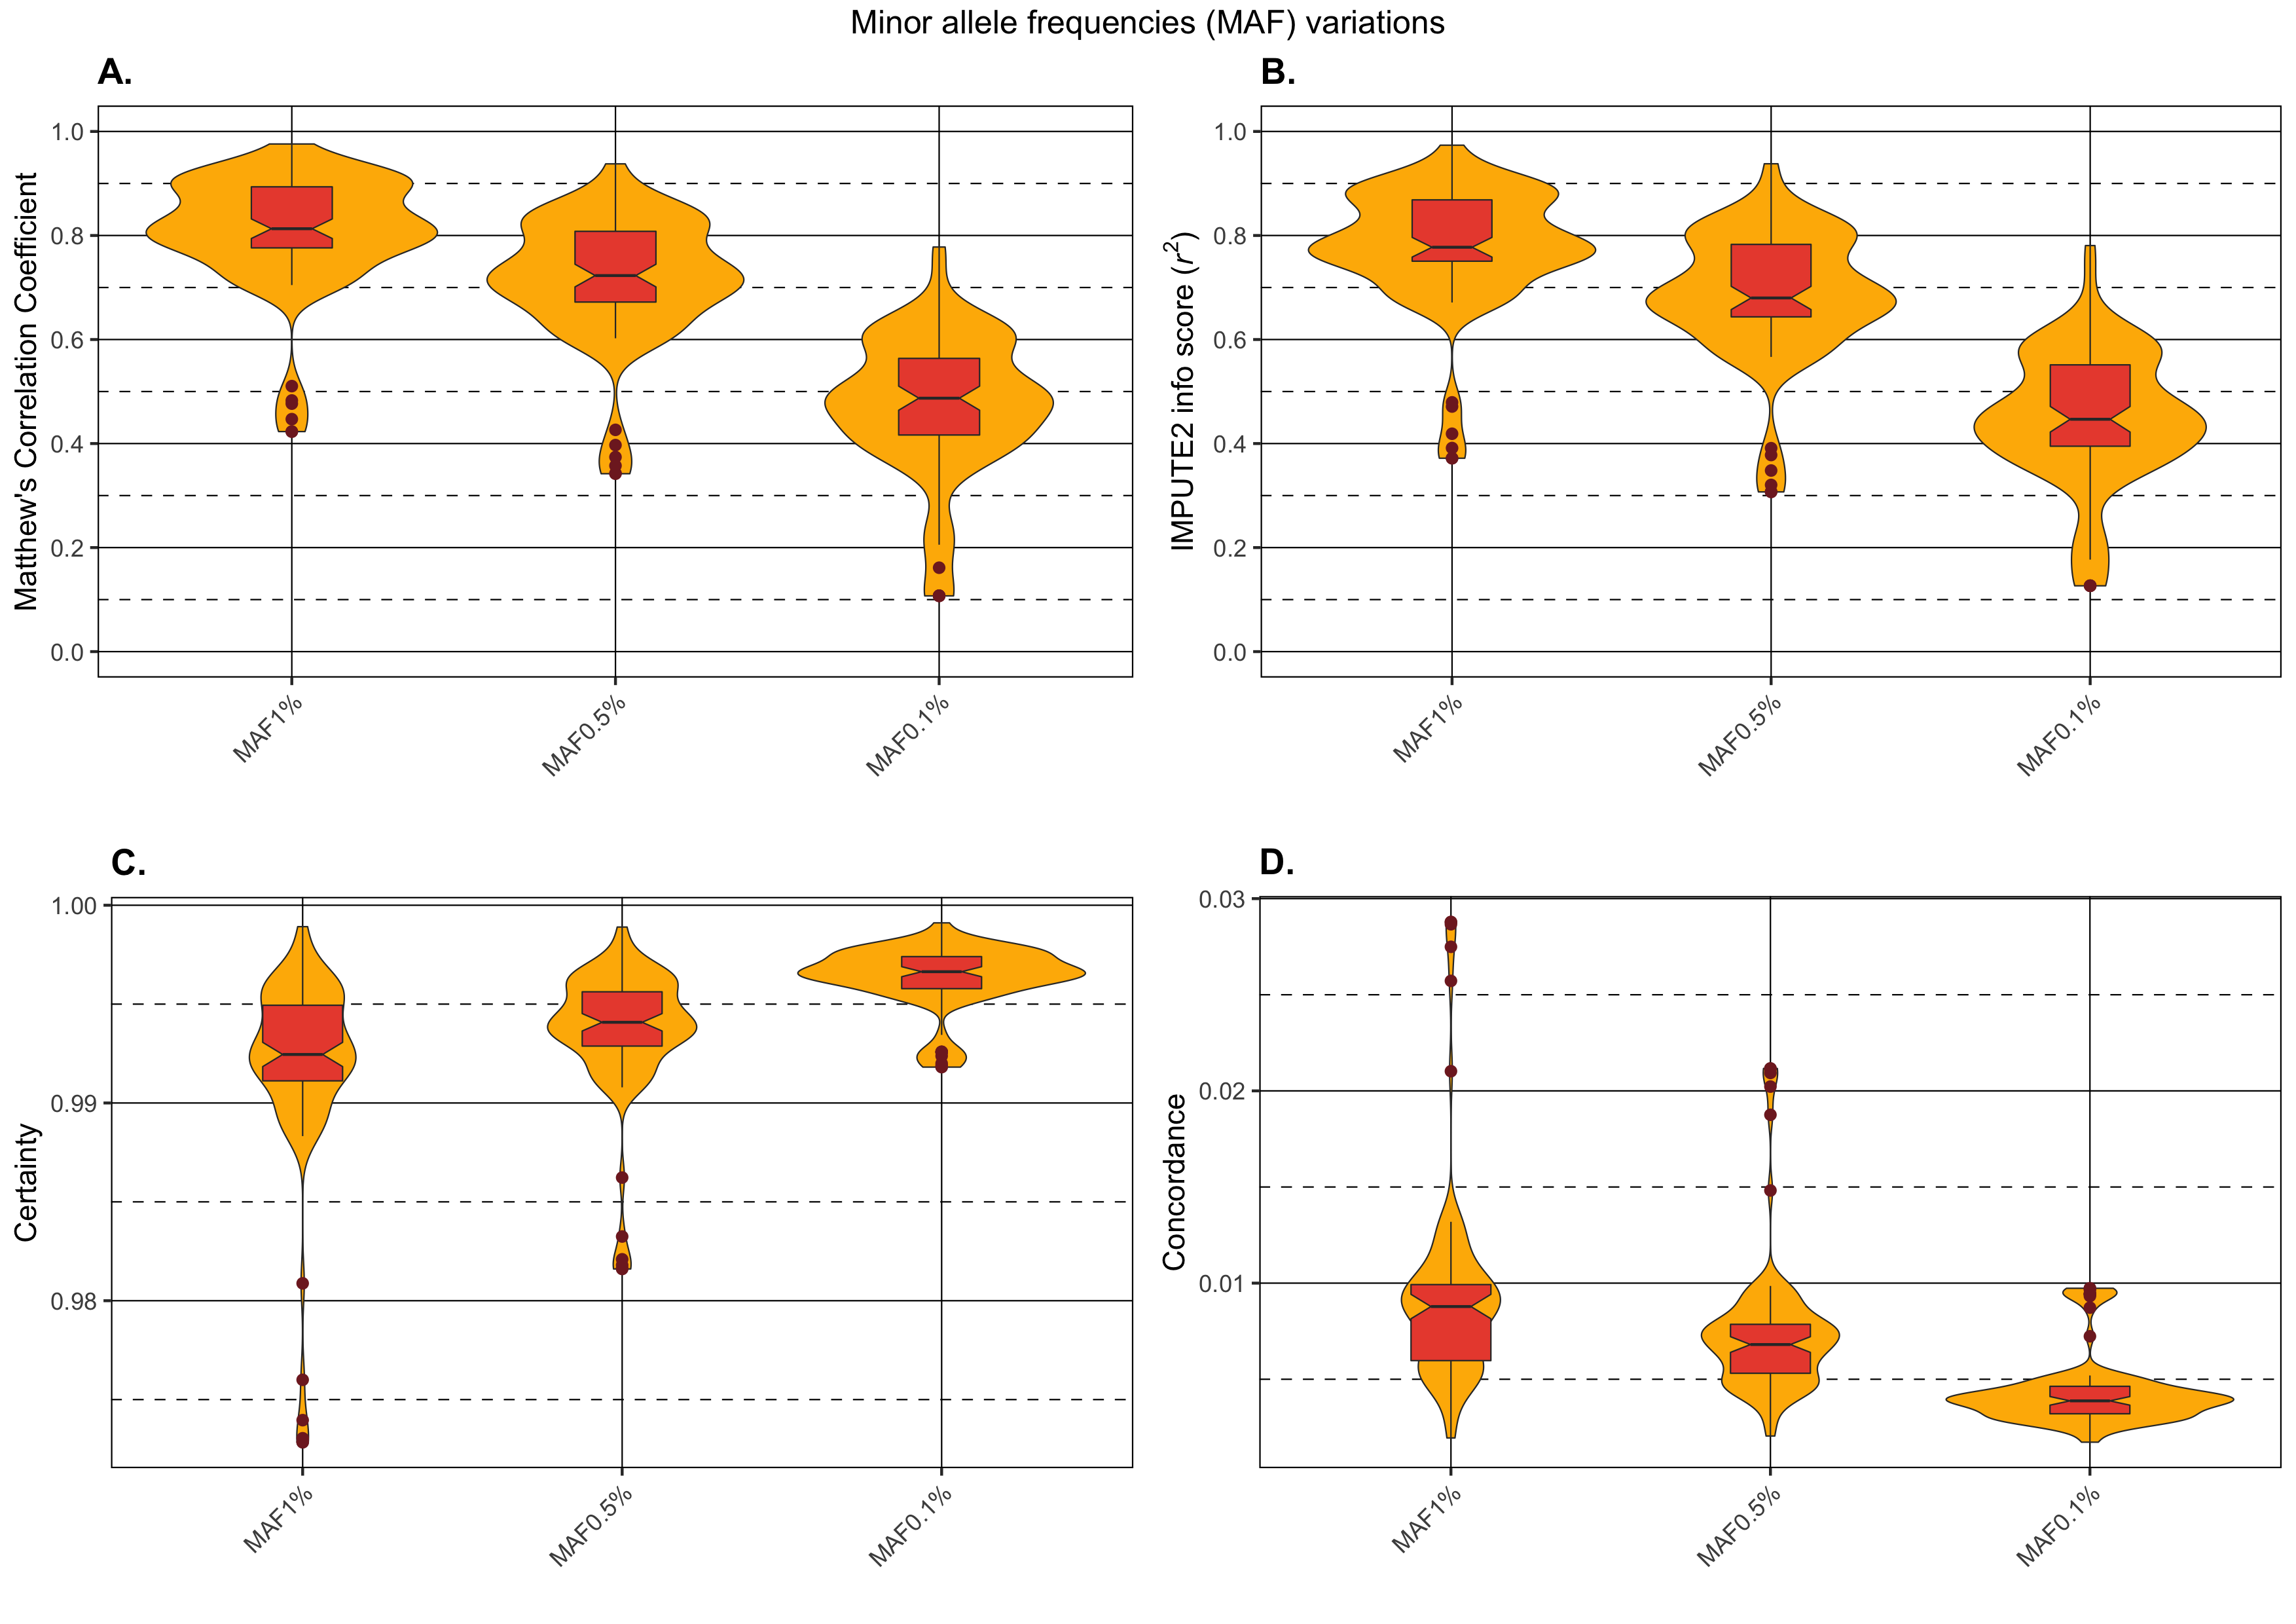 Minor allele frequencies (MAF) variations
A.
Matthew's Correlation Coefficient
1.0
0.8
0.6
0.4
0.2
0.0
MAF1%
MAF0.5%
MAF0.1%
B.
IMPUTE2 info score (r²)
1.0
0.8
0.6
0.4
0.2
0.0
MAF1%
MAF0.5%
MAF0.1%
C.
Certainty
1.00
0.99
0.98
MAF1%
MAF0.5%
MAF0.1%
D.
Concordance
0.03
0.02
0.01
MAF1%
MAF0.5%
MAF0.1%